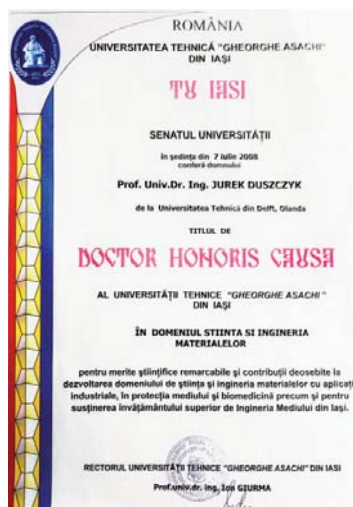 ROMÂNIA
UNIVERSITATEA TEHNICĂ "GHEORGHE ASACHI"
DIN IAŞI
TU IASI
SENATUL UNIVERSITĂŢII
în şedinţa din 7 iulie 2008
conferă domnului
Prof. Univ.Dr. Ing. JUREK DUSZCZYK
de la Universitatea Tehnică din Delft, Olanda
TITLUL DE
DOCTOR HONORIS CAUSA
AL UNIVERSITĂŢII TEHNICE "GHEORGHE ASACHI"
DIN IAŞI
ÎN DOMENIUL STIINTA SI INGINERIA
MATERIALELOR
pentru merite ştiinţifice remarcabile şi contribuţii deosebite la
dezvoltarea domeniului de ştiinţa şi ingineria materialelor cu aplicaţii
industriale, în protecţia mediului şi biomedicină precum şi pentru
susţinerea învăţământului superior de Ingineria Mediului din Iaşi.
RECTORUL UNIVERSITĂŢII TEHNICE "GHEORGHE ASACHI" DIN IASI
Prof.univ.dr. ing. Ion GIURMA